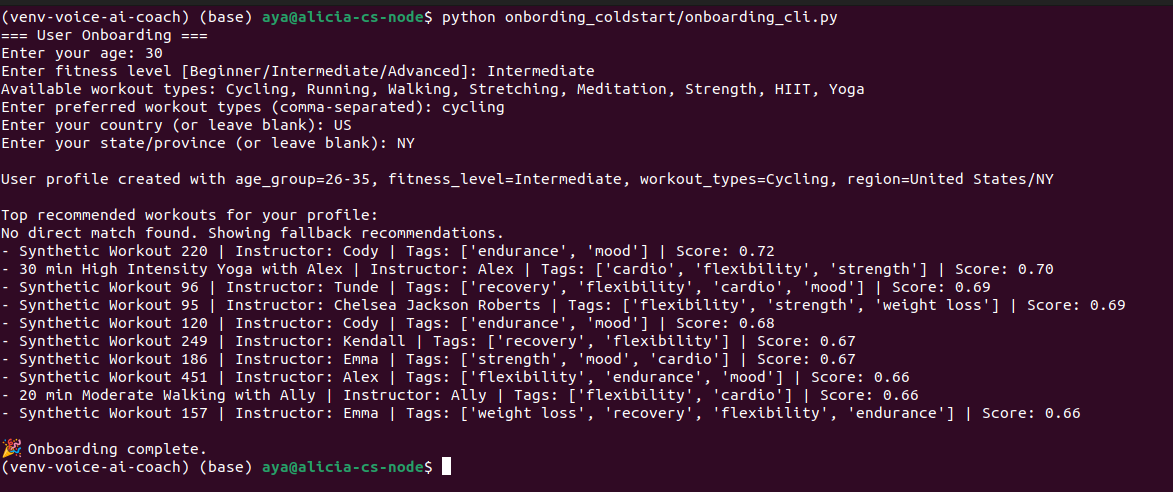 (venv-voice-ai-coach) (base) aya@alicia-cs-node$ python onbording_coldstart/onboarding_cli.py
=== User Onboarding ===
Enter your age: 30
Enter fitness level [Beginner/Intermediate/Advanced]: Intermediate
Available workout types: Cycling, Running, Walking, Stretching, Meditation, Strength, HIIT, Yoga
Enter preferred workout types (comma-separated): cycling
Enter your country (or leave blank): US
Enter your state/province (or leave blank): NY
User profile created with age_group=26-35, fitness_level=Intermediate, workout_types=Cycling, region=United States/NY
Top recommended workouts for your profile:
No direct match found. Showing fallback recommendations.
- Synthetic Workout 220 | Instructor: Cody | Tags: ['endurance', 'mood'] | Score: 0.72
- 30 min High Intensity Yoga with Alex | Instructor: Alex | Tags: ['cardio', 'flexibility', 'strength'] | Score: 0.70
- Synthetic Workout 96 | Instructor: Tunde | Tags: ['recovery', 'flexibility', 'cardio', 'mood'] | Score: 0.69
- Synthetic Workout 95 | Instructor: Chelsea Jackson Roberts | Tags: ['flexibility', 'strength', 'weight loss'] | Score: 0.69
- Synthetic Workout 120 | Instructor: Cody | Tags: ['endurance', 'mood'] | Score: 0.68
- Synthetic Workout 249 | Instructor: Kendall | Tags: ['recovery', 'flexibility'] | Score: 0.67
- Synthetic Workout 186 | Instructor: Emma | Tags: ['strength', 'mood', 'cardio'] | Score: 0.67
- Synthetic Workout 451 | Instructor: Alex | Tags: ['flexibility', 'endurance', 'mood'] | Score: 0.66
- 20 min Moderate Walking with Ally | Instructor: Ally | Tags: ['flexibility', 'cardio'] | Score: 0.66
- Synthetic Workout 157 | Instructor: Emma | Tags: ['weight loss', 'recovery', 'flexibility', 'endurance'] | Score: 0.66
🎉 Onboarding complete.
(venv-voice-ai-coach) (base) aya@alicia-cs-node$